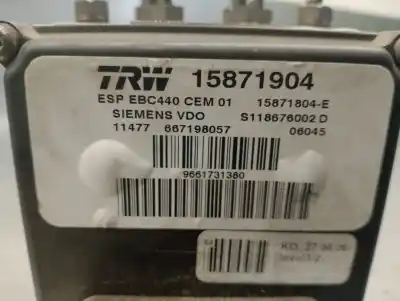 TRW 15871904
ESP EBC440 CEM 01 15871804-E
SIEMENS VDO S118676002 D
11477 667198057 06045
9661731380